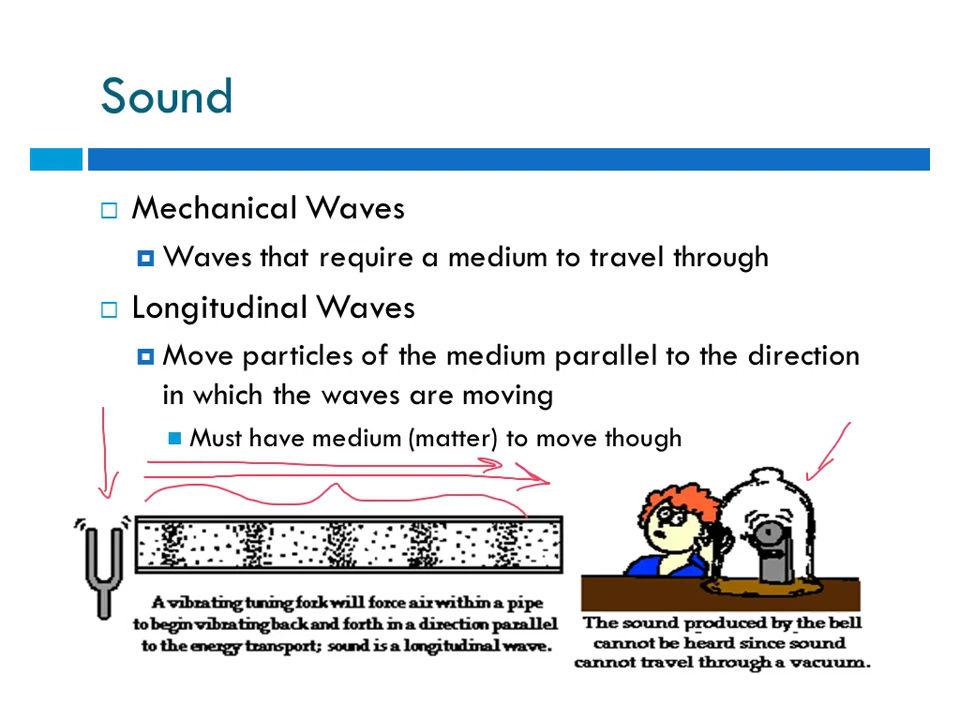 Sound
Mechanical Waves
Waves that require a medium to travel through
Longitudinal Waves
Move particles of the medium parallel to the direction
in which the waves are moving
Must have medium (matter) to move though
A vibrating tuning fork will force air within a pipe
to begin vibrating back and forth in a direction parallel
to the energy transport; sound is a longitudinal wave.
The sound produced by the bell
cannot be heard since sound
cannot travel through a vacuum.